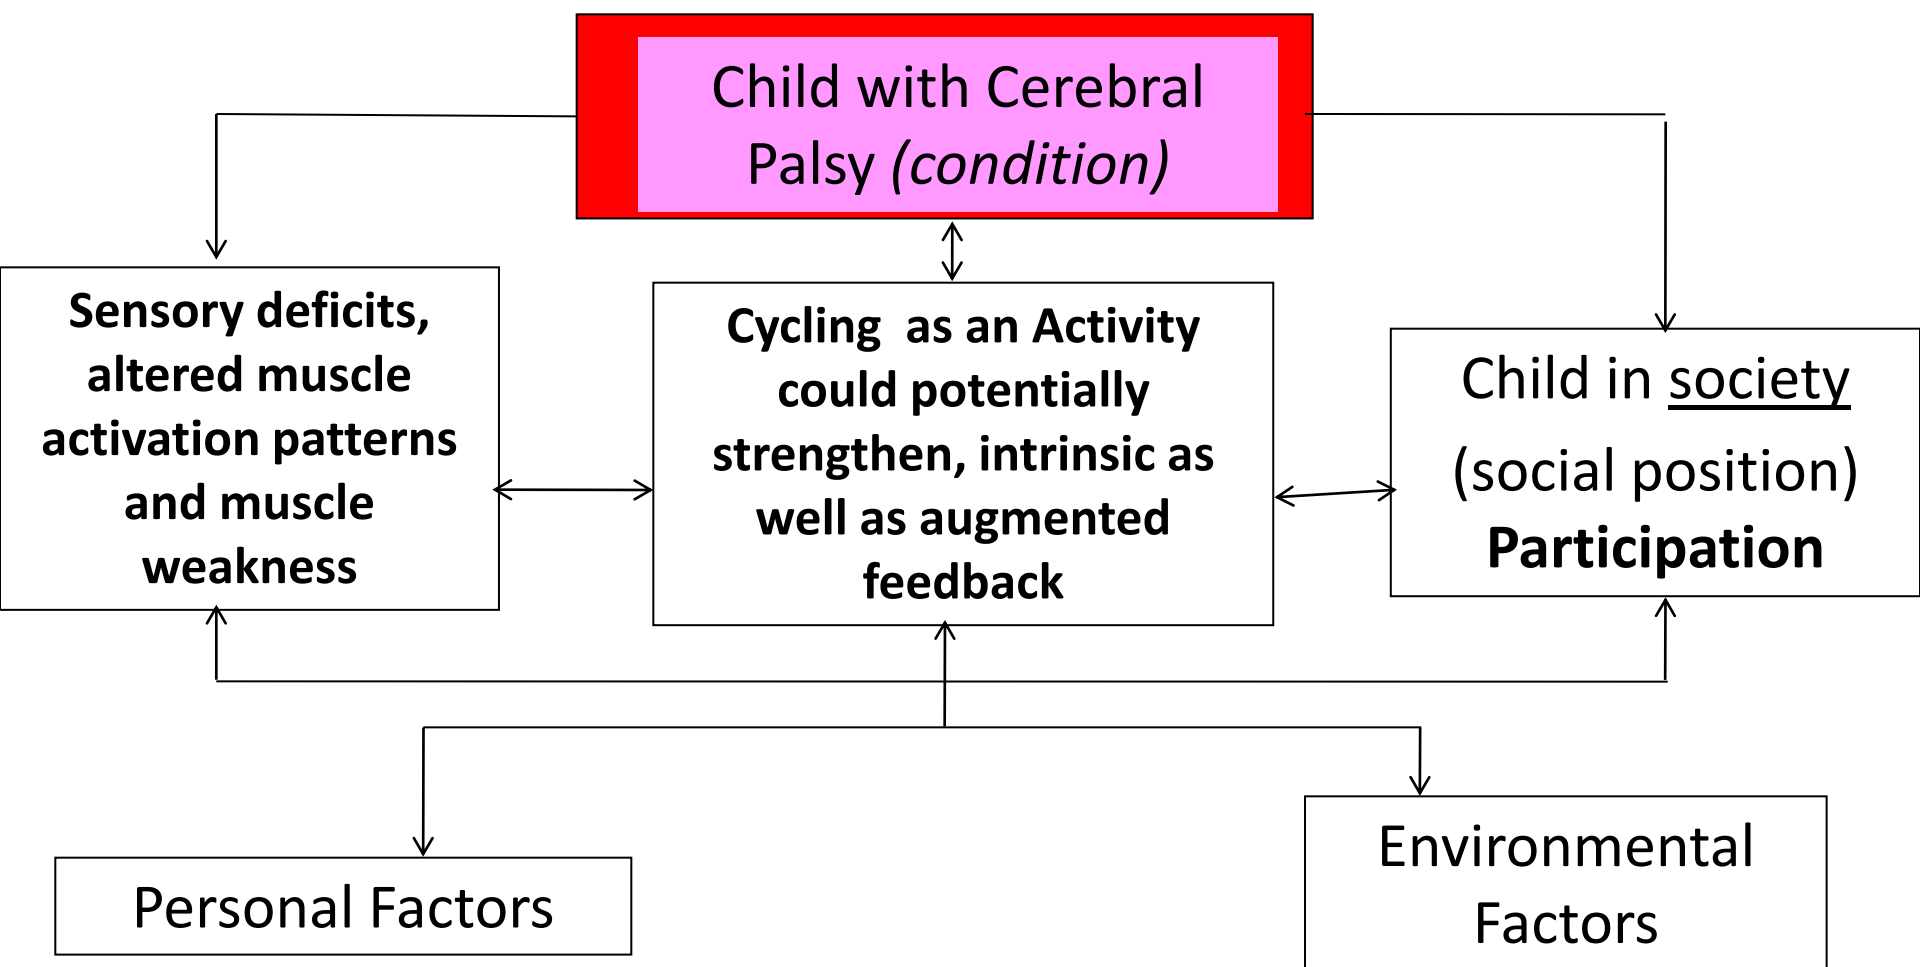 Child with Cerebral
Palsy (condition)
Sensory deficits,
altered muscle
activation patterns
and muscle
weakness
Cycling  as an Activity
could potentially
strengthen, intrinsic as
well as augmented
feedback
Child in society
(social position)
Participation
Personal Factors
Environmental
Factors